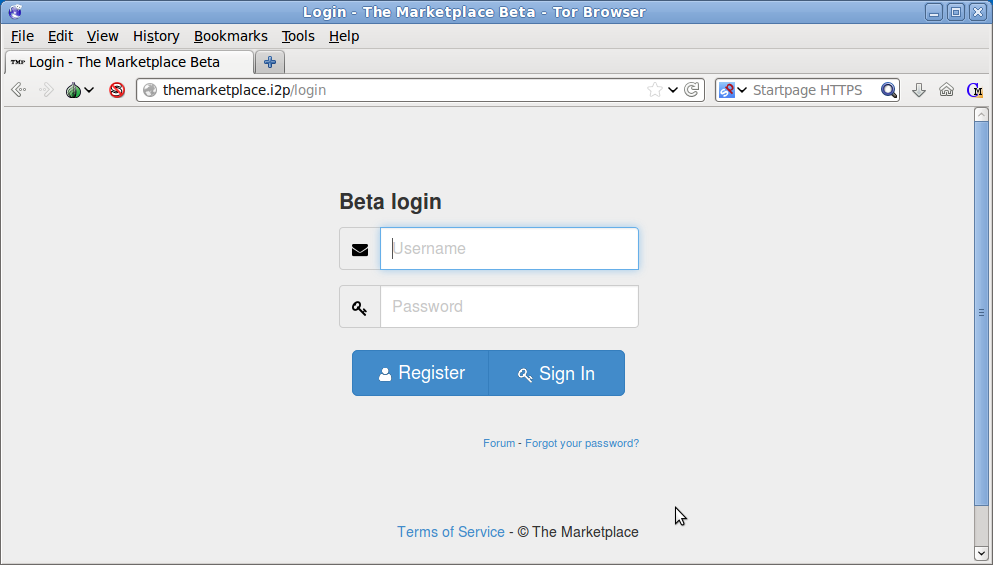 Login - The Marketplace Beta - Tor Browser
File Edit View History Bookmarks Tools Help
TMP Login - The Marketplace Beta
themarketplace.i2p/login
Startpage HTTPS
Beta login
Username
Password
Register
Sign In
Forum - Forgot your password?
Terms of Service - © The Marketplace